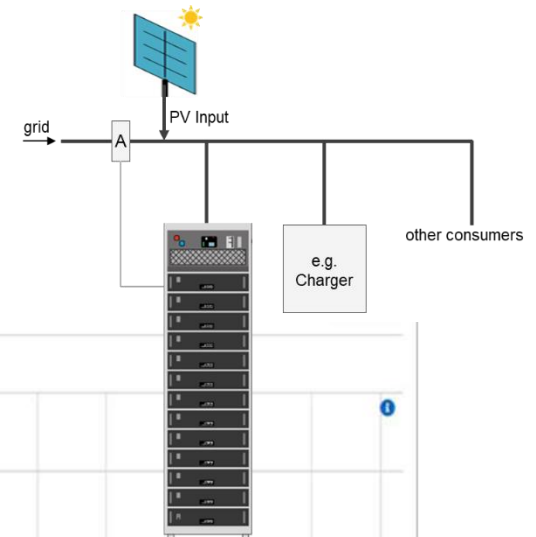 PV Input
grid
A
other consumers
e.g.
Charger
i